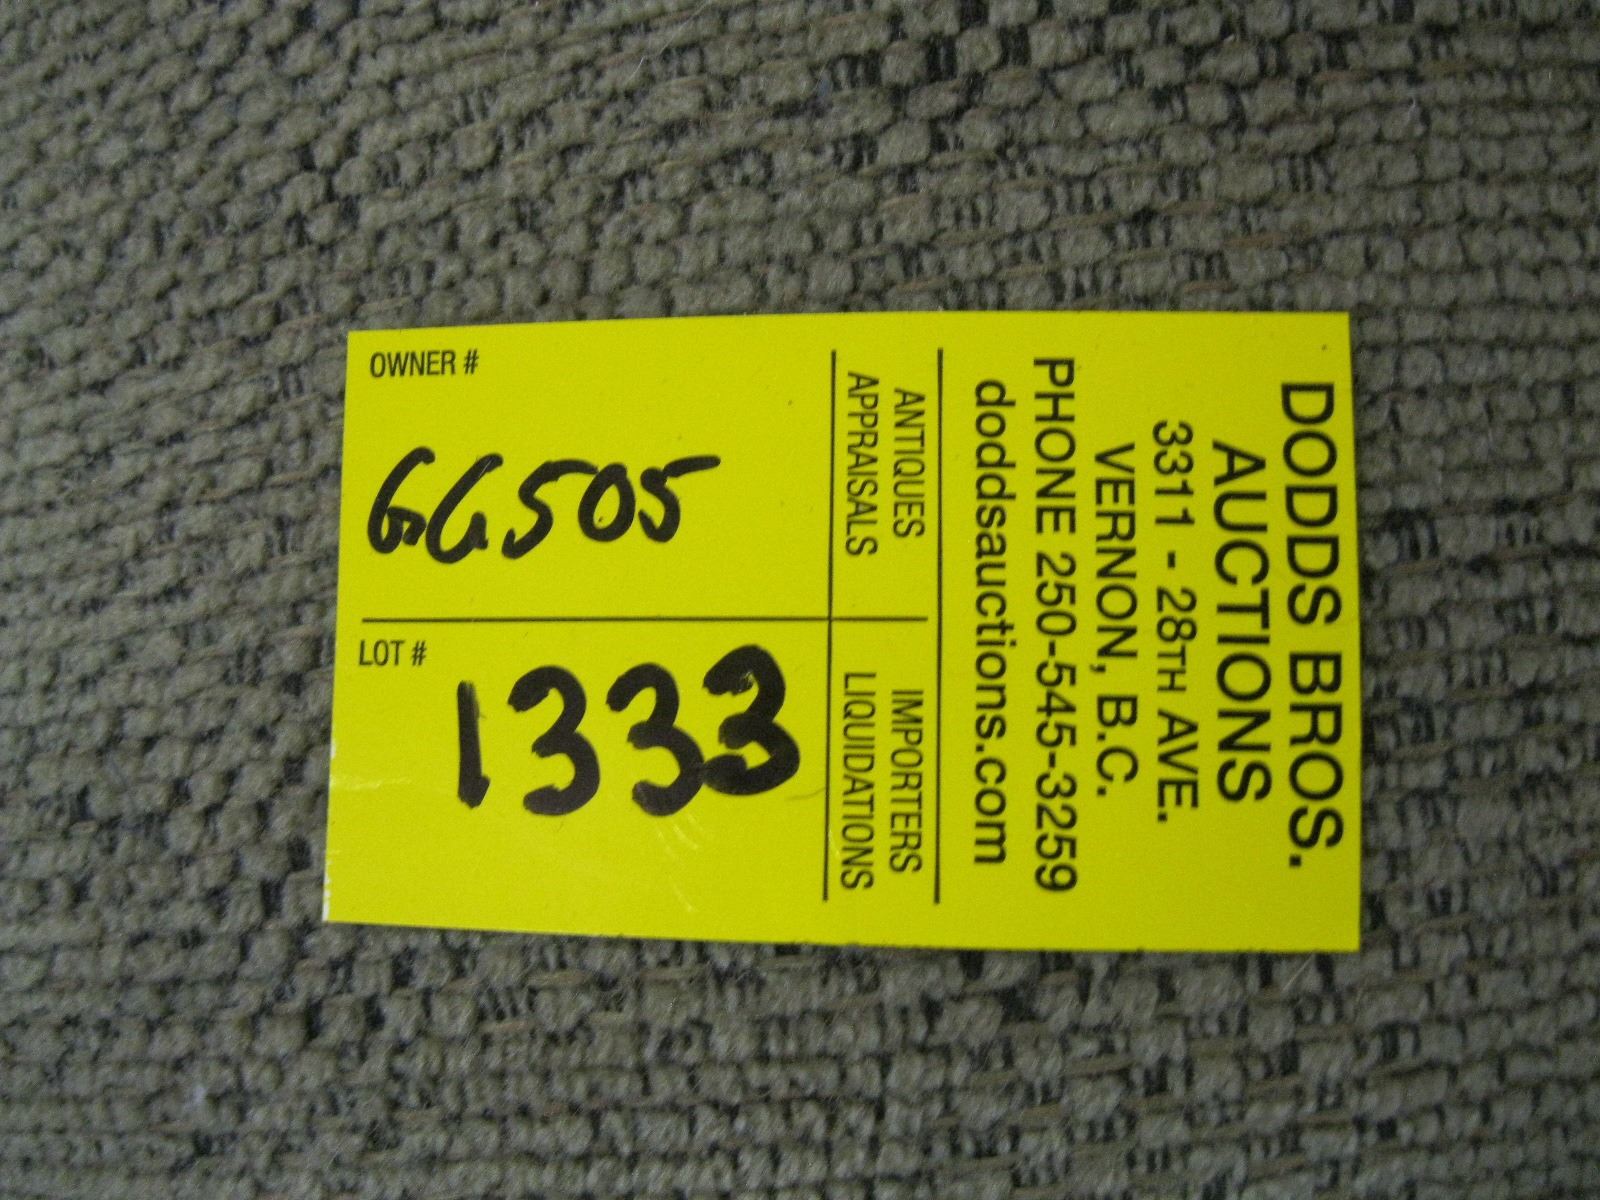 DODDS BROS.
AUCTIONS
3311 - 28TH AVE.
VERNON, B.C.
PHONE 250-545-3259
doddsauctions.com
ANTIQUES
APPRAISALS
IMPORTERS
LIQUIDATIONS
OWNER #
GG505
LOT #
1333